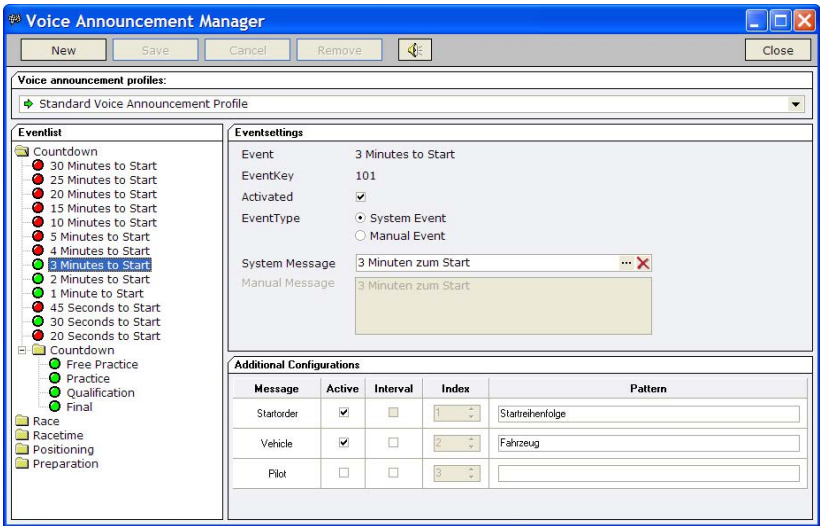 Voice Announcement Manager
New Save Cancel Remove Close
Voice announcement profiles:
Standard Voice Announcement Profile
Eventlist
Countdown
30 Minutes to Start
25 Minutes to Start
20 Minutes to Start
15 Minutes to Start
10 Minutes to Start
5 Minutes to Start
4 Minutes to Start
3 Minutes to Start
2 Minutes to Start
1 Minute to Start
45 Seconds to Start
30 Seconds to Start
20 Seconds to Start
Countdown
Free Practice
Practice
Qualification
Final
Race
Racetime
Positioning
Preparation
Eventsettings
Event 3 Minutes to Start
EventKey 101
Activated
EventType System Event
Manual Event
System Message 3 Minuten zum Start ...
Manual Message 3 Minuten zum Start
Additional Configurations
Message Active Interval Index Pattern
Startorder 1 Startreihenfolge
Vehicle 2 Fahrzeug
Pilot 3